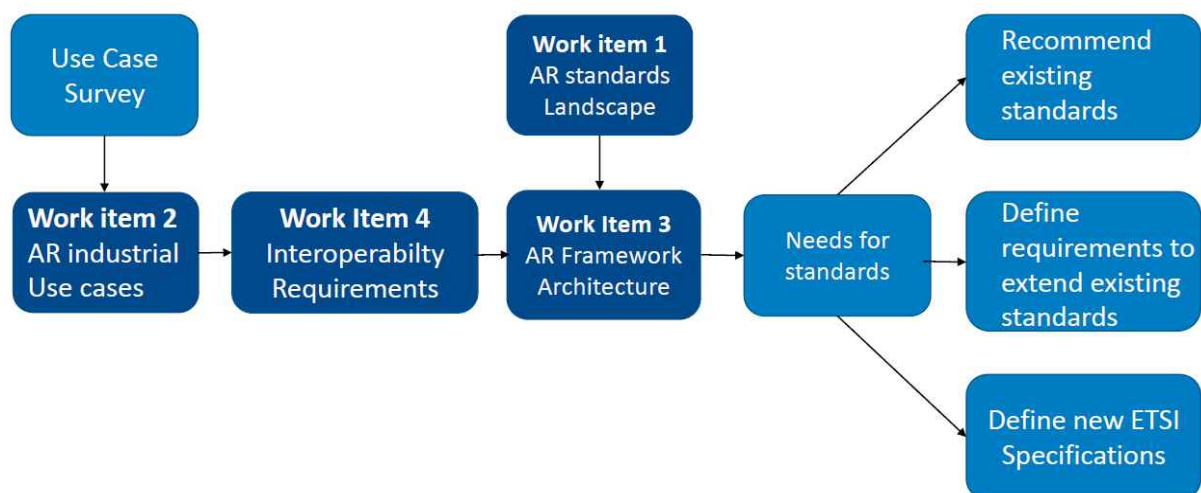 Use Case
Survey
Work item 1
AR standards
Landscape
Recommend
existing
standards
Work item 2
AR industrial
Use cases
Work Item 4
Interoperabilty
Requirements
Work Item 3
AR Framework
Architecture
Needs for
standards
Define
requirements to
extend existing
standards
Define new ETSI
Specifications